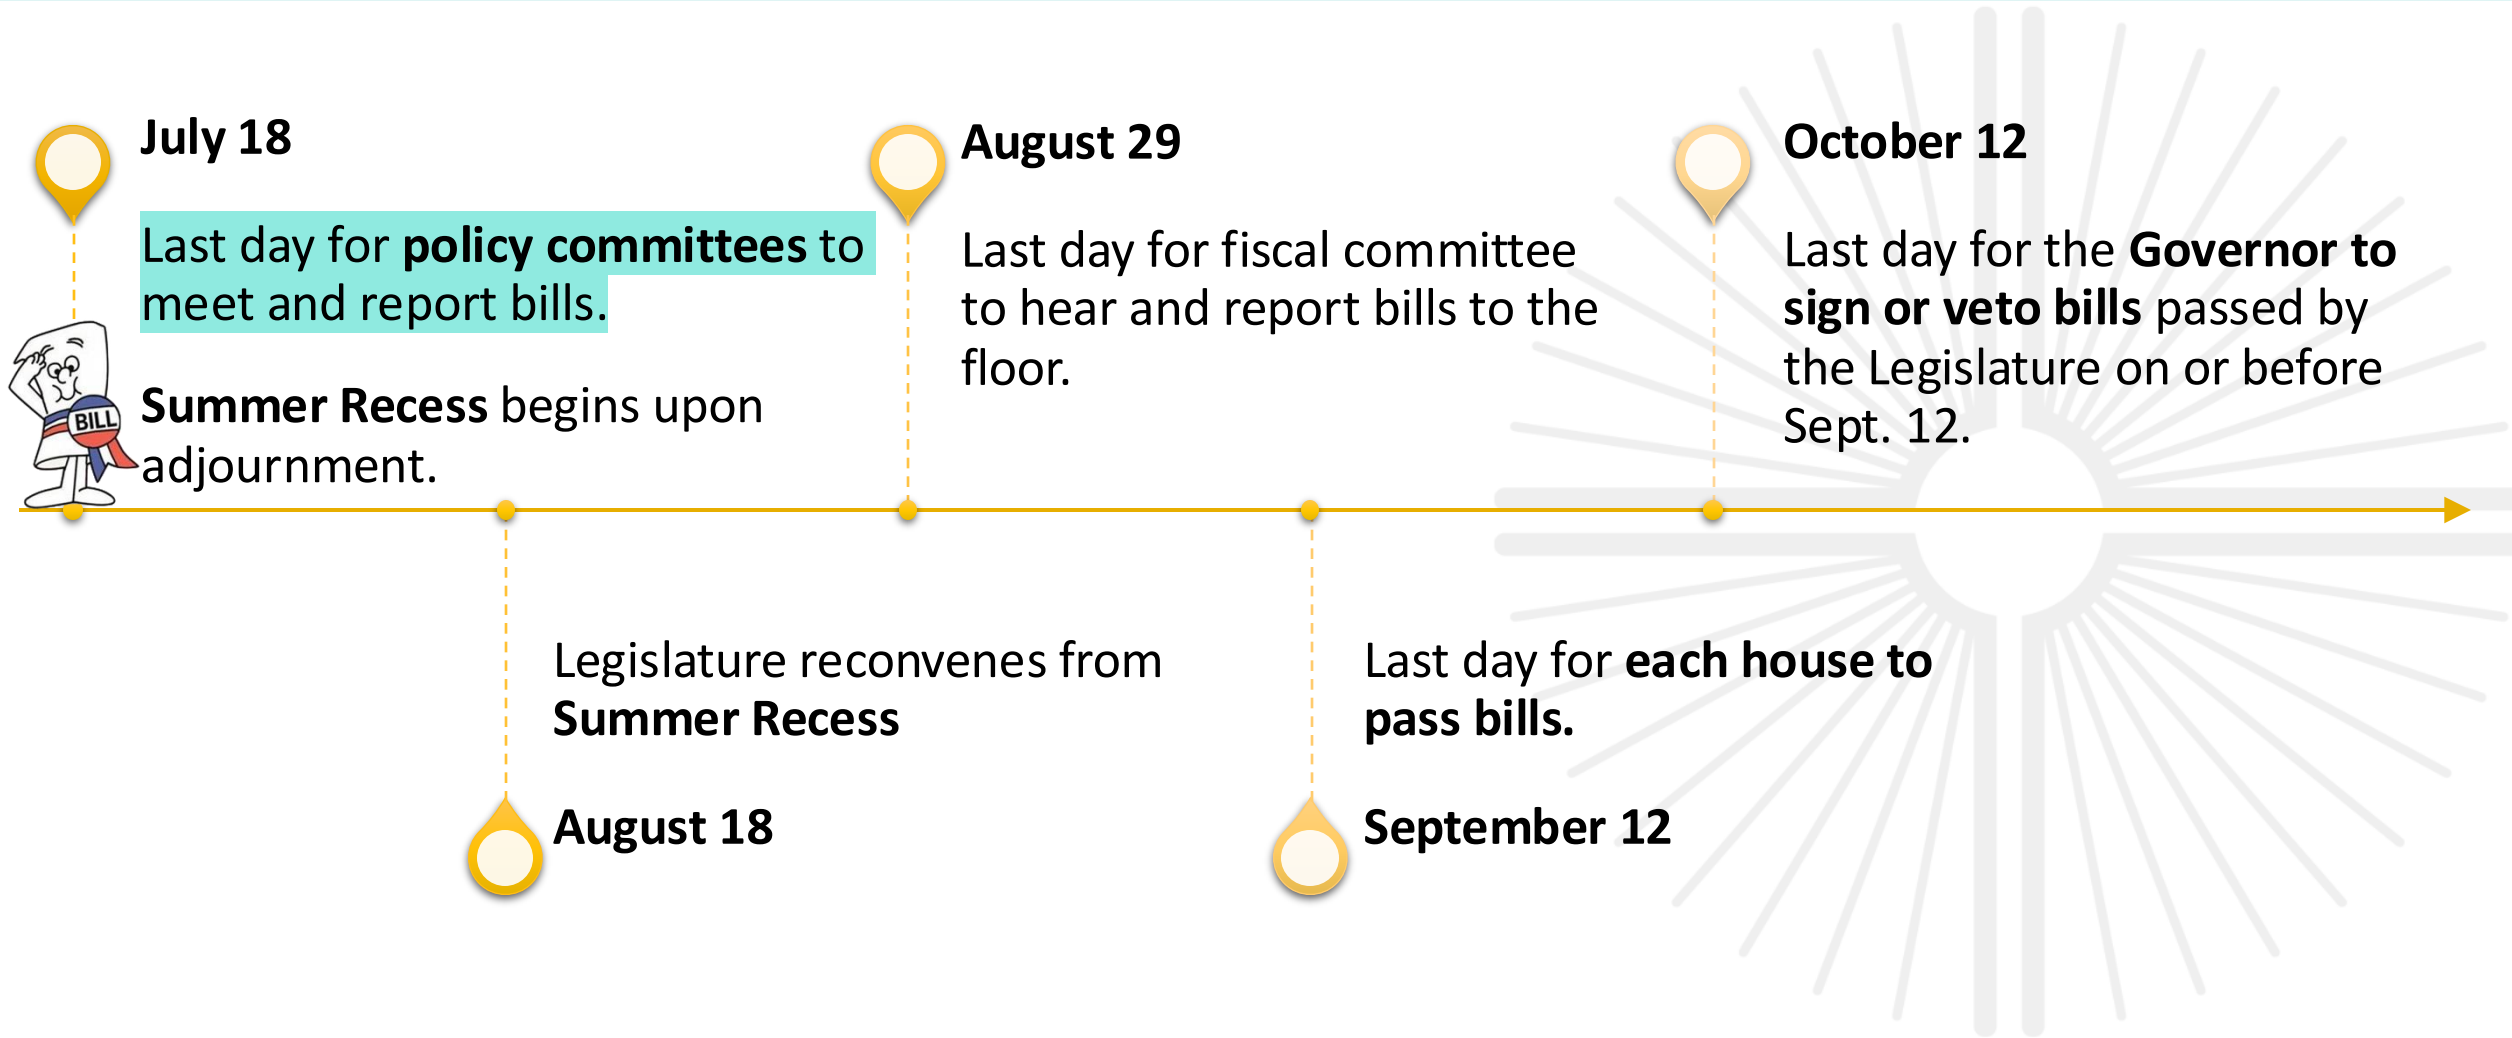 July 18
Last day for policy committees to
meet and report bills.
Summer Recess begins upon
adjournment.
BILL
Legislature reconvenes from
Summer Recess
August 18
August 29
Last day for fiscal committee
to hear and report bills to the
floor.
Last day for each house to
pass bills.
September 12
October 12
Last day for the Governor to
sign or veto bills passed by
the Legislature on or before
Sept. 12.